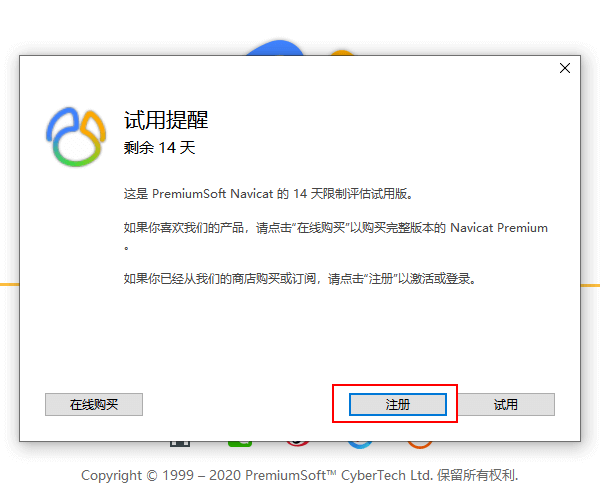 试用提醒
剩余 14 天
这是 PremiumSoft Navicat 的 14 天限制评估试用版。
如果你喜欢我们的产品，请点击“在线购买”以购买完整版本的 Navicat Premium
。
如果你已经从我们的商店购买或订阅，请点击“注册”以激活或登录。
在线购买 注册 试用
Copyright © 1999 – 2020 PremiumSoft™ CyberTech Ltd. 保留所有权利.